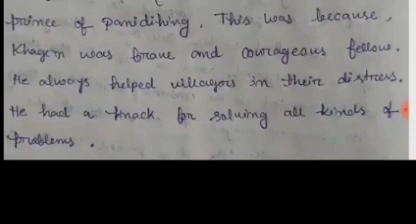 prince of Panidihing. This was because,
Khagen was brave and courageous fellow.
He always helped villagers in their distress.
He had a knack for solving all kinds of
problems.